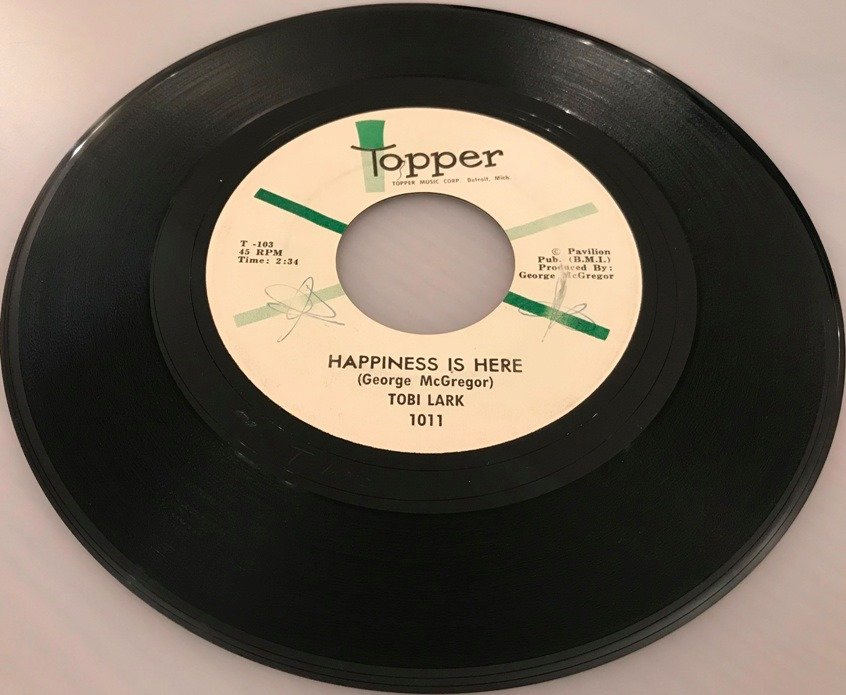 Topper
TOPPER MUSIC CORP. Detroit, Mich.
T -103
45 RPM
Time: 2:34
© Pavilion
Pub. (B.M.I.)
Produced By:
George McGregor
HAPPINESS IS HERE
(George McGregor)
TOBI LARK
1011